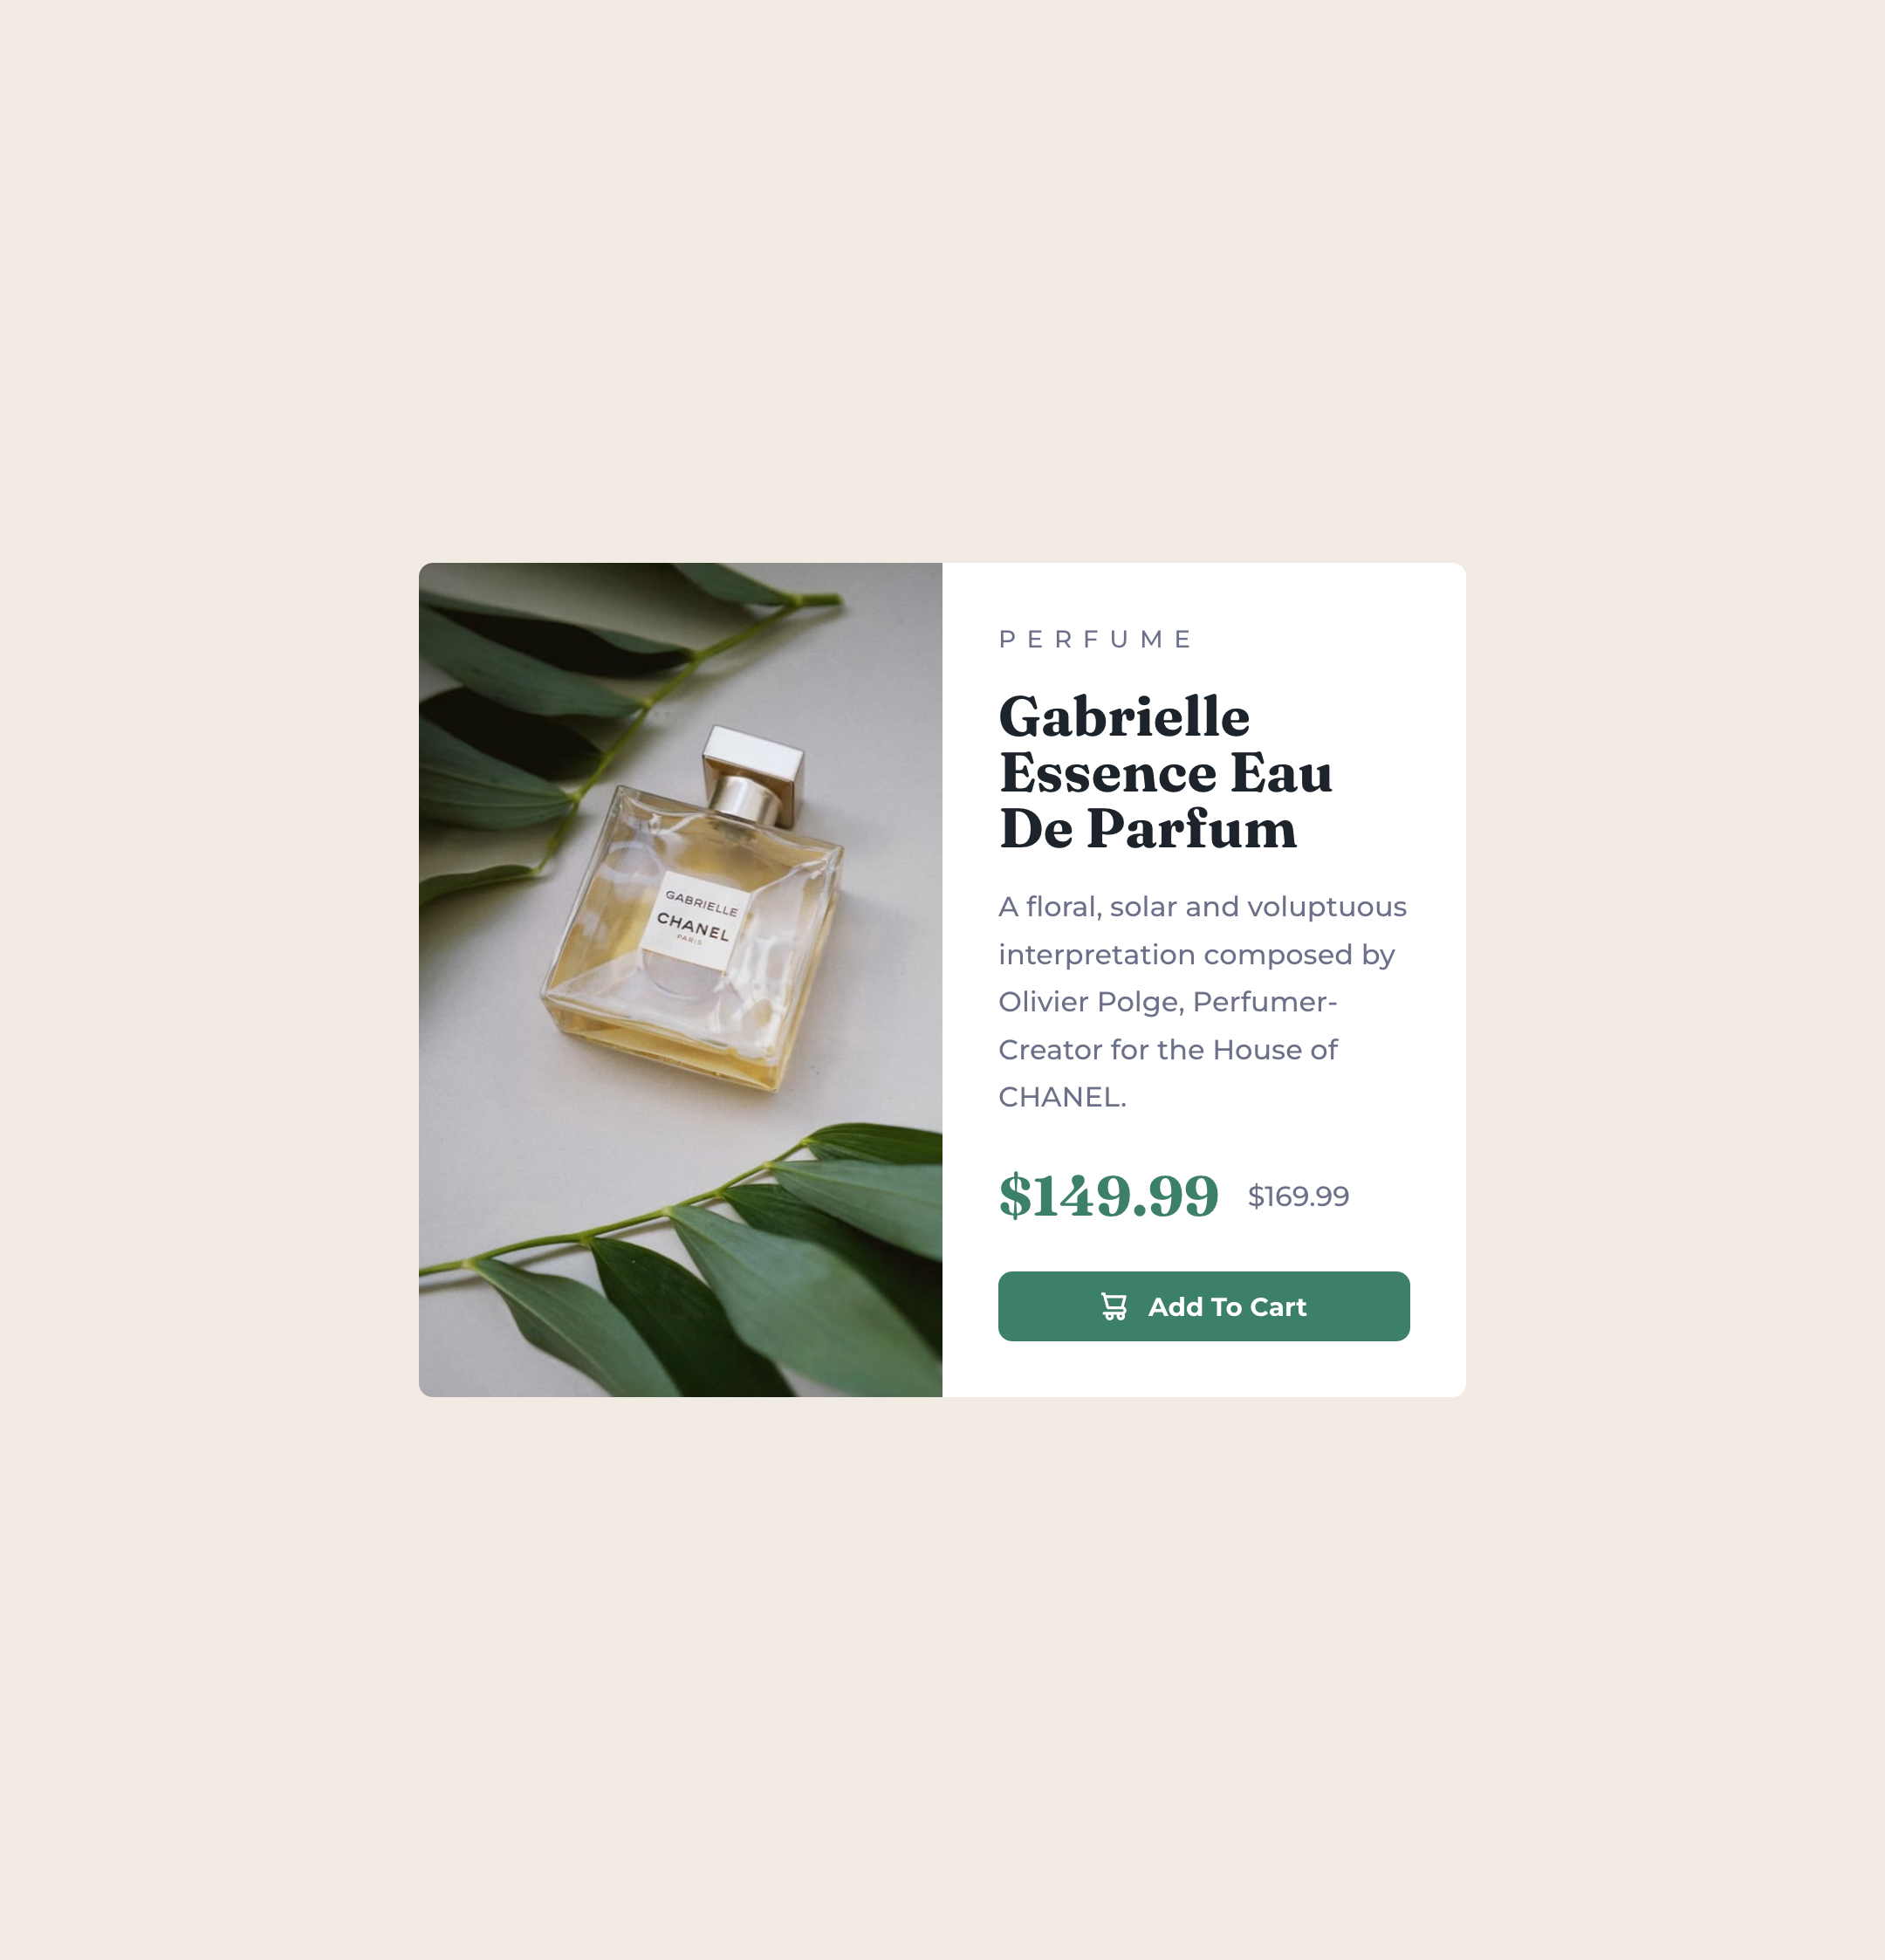 GABRIELLE
CHANEL
PARIS
PERFUME
Gabrielle
Essence Eau
De Parfum
A floral, solar and voluptuous
interpretation composed by
Olivier Polge, Perfumer-
Creator for the House of
CHANEL.
$149.99 $169.99
Add To Cart